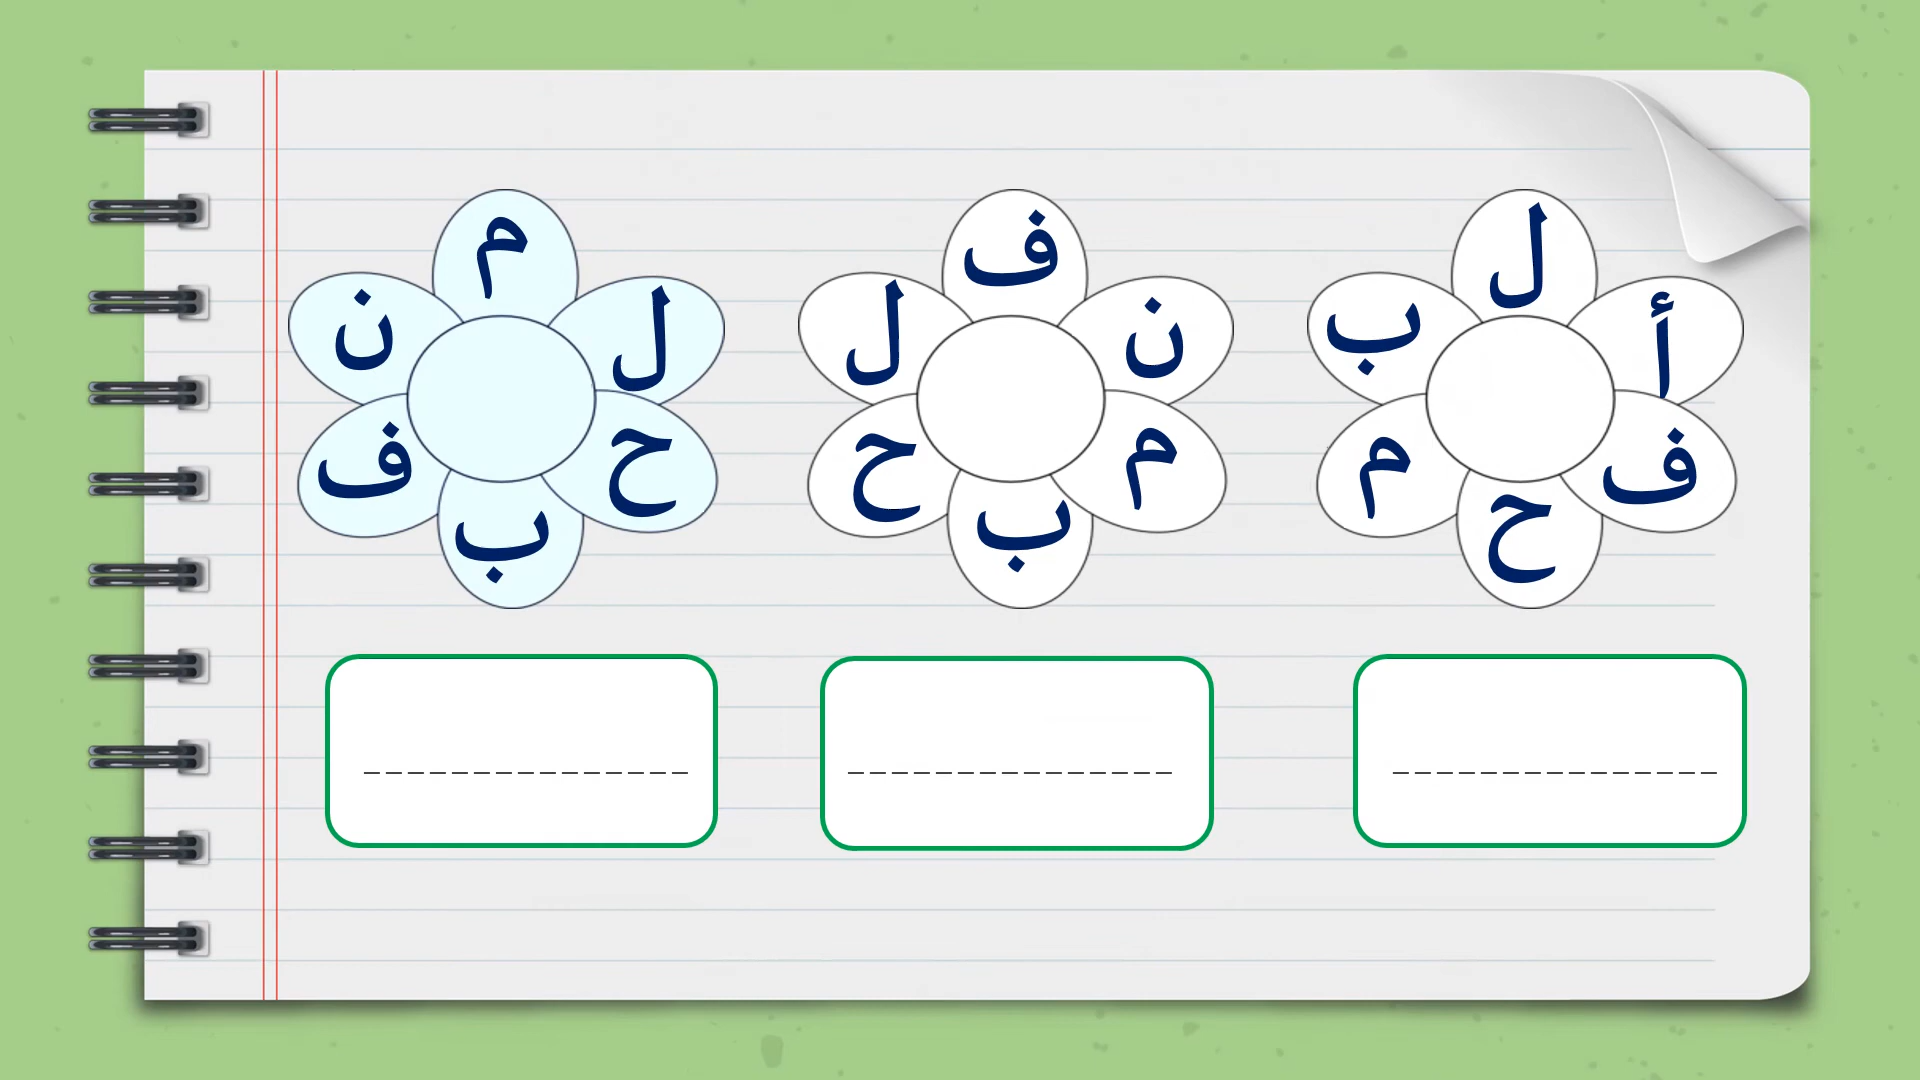 ل
أ
ف
ح
م
ب
ف
ن
م
ب
ح
ل
م
ل
ح
ب
ف
ن